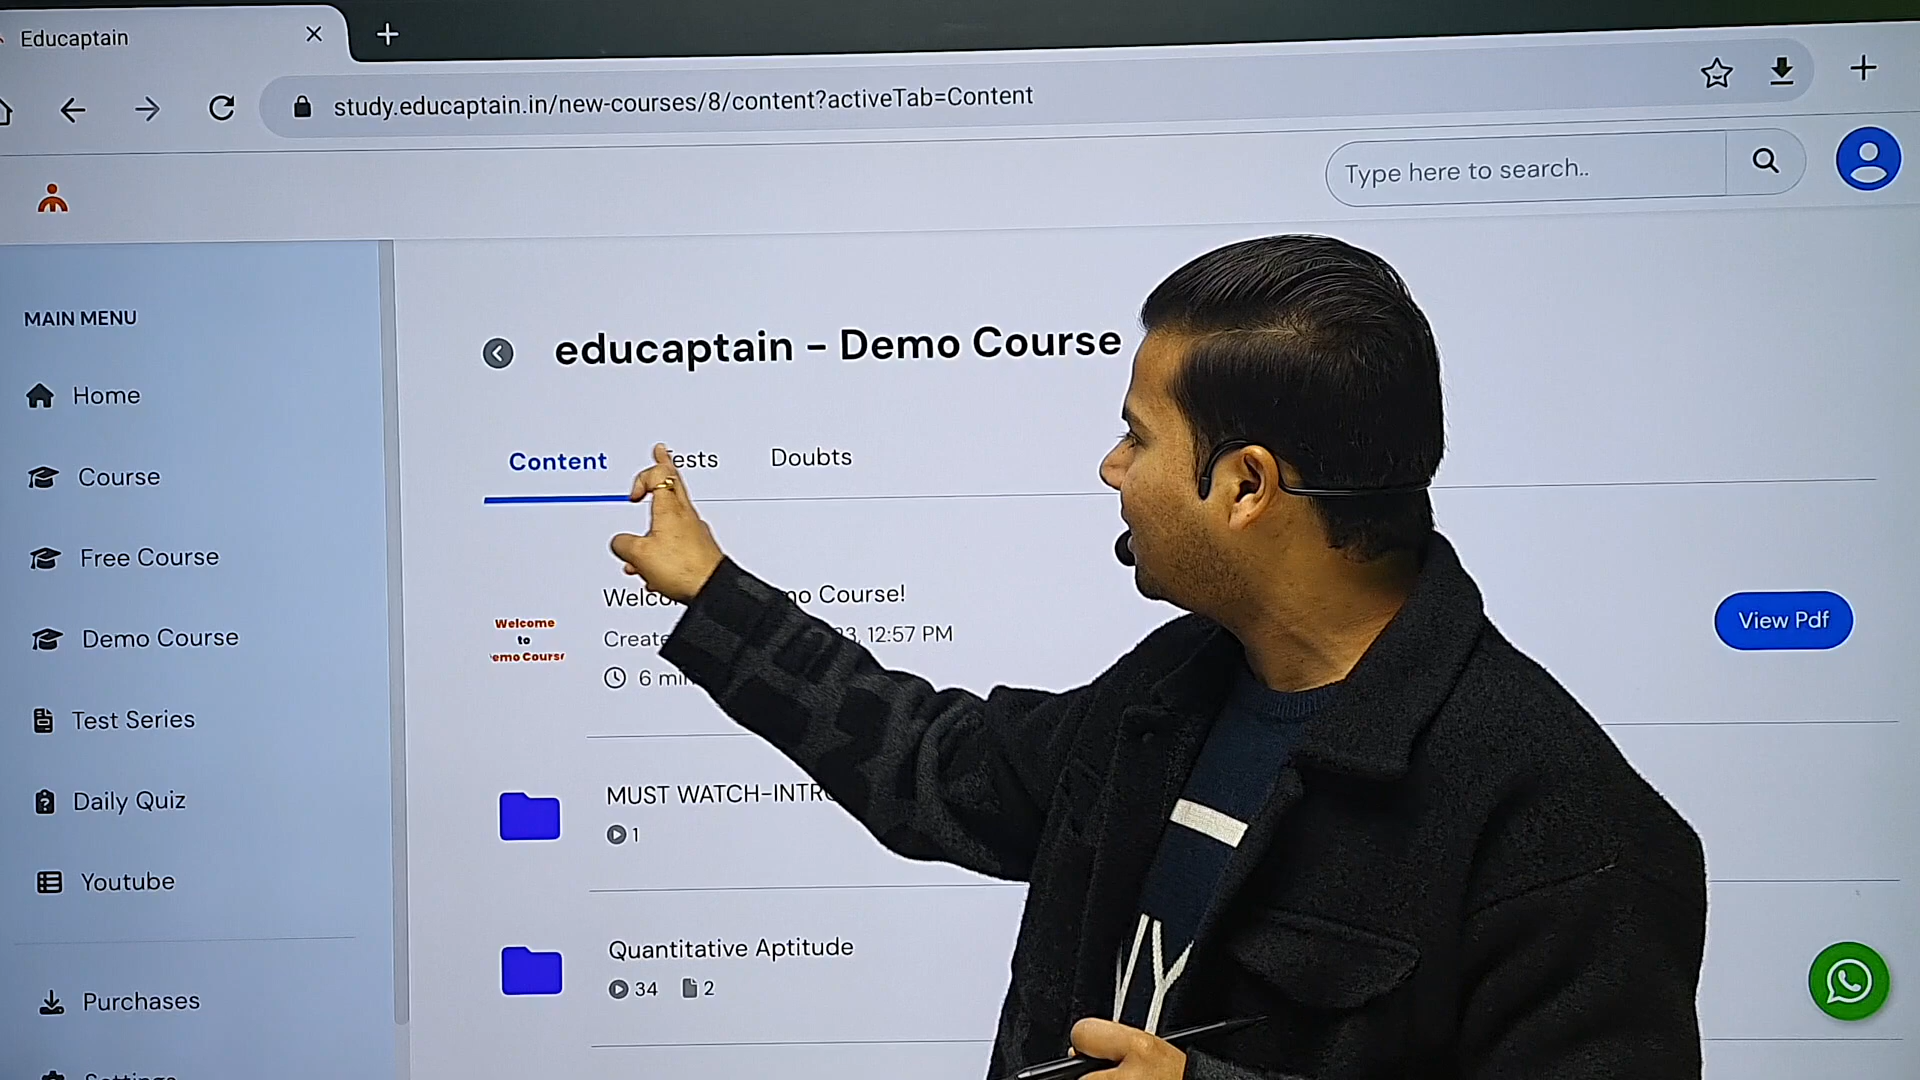 Educaptain
study.educaptain.in/new-courses/8/content?activeTab=Content
Type here to search..
MAIN MENU
Home
Course
Free Course
Demo Course
Test Series
Daily Quiz
Youtube
Purchases
educaptain - Demo Course
Content
Doubts
Welcome
to
Course!
12:57 PM
6
View Pdf
MUST WATCH-
1
Quantitative Aptitude
34 2